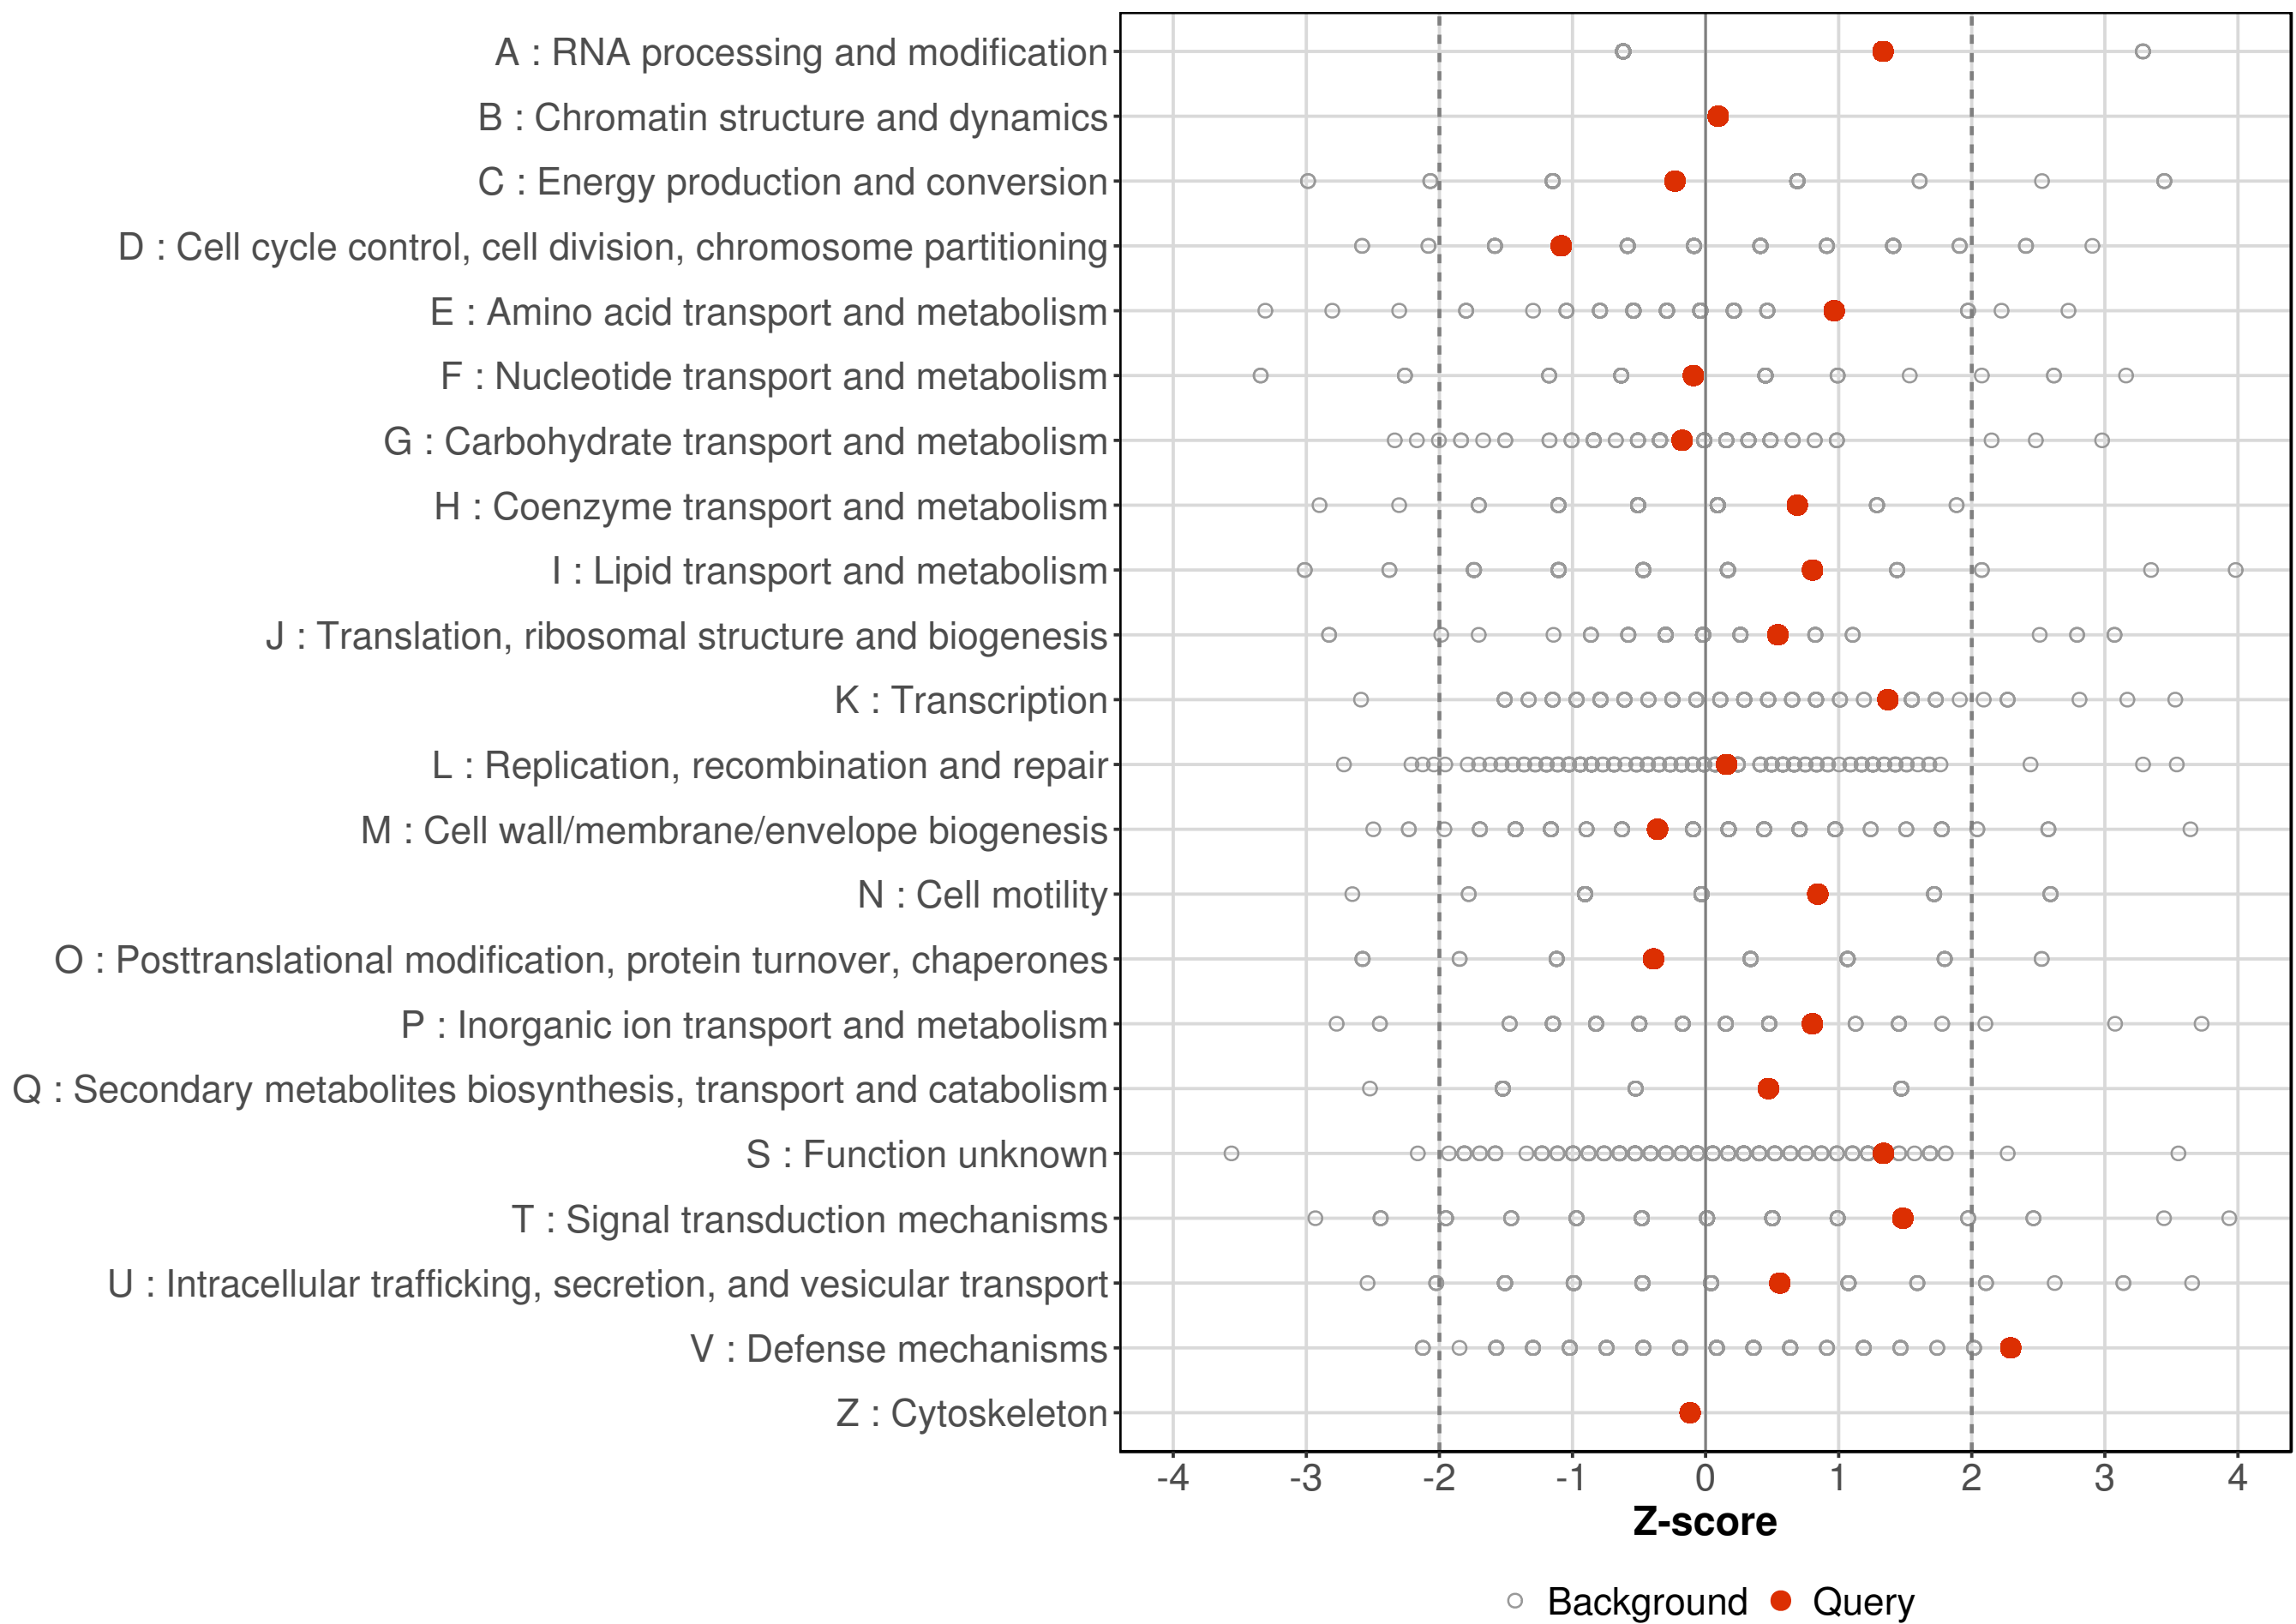 A : RNA processing and modification
B : Chromatin structure and dynamics
C : Energy production and conversion
D : Cell cycle control, cell division, chromosome partitioning
E : Amino acid transport and metabolism
F : Nucleotide transport and metabolism
G : Carbohydrate transport and metabolism
H : Coenzyme transport and metabolism
I : Lipid transport and metabolism
J : Translation, ribosomal structure and biogenesis
K : Transcription
L : Replication, recombination and repair
M : Cell wall/membrane/envelope biogenesis
N : Cell motility
O : Posttranslational modification, protein turnover, chaperones
P : Inorganic ion transport and metabolism
Q : Secondary metabolites biosynthesis, transport and catabolism
S : Function unknown
T : Signal transduction mechanisms
U : Intracellular trafficking, secretion, and vesicular transport
V : Defense mechanisms
Z : Cytoskeleton
-4 -3 -2 -1 0 1 2 3 4
Z-score
Background Query